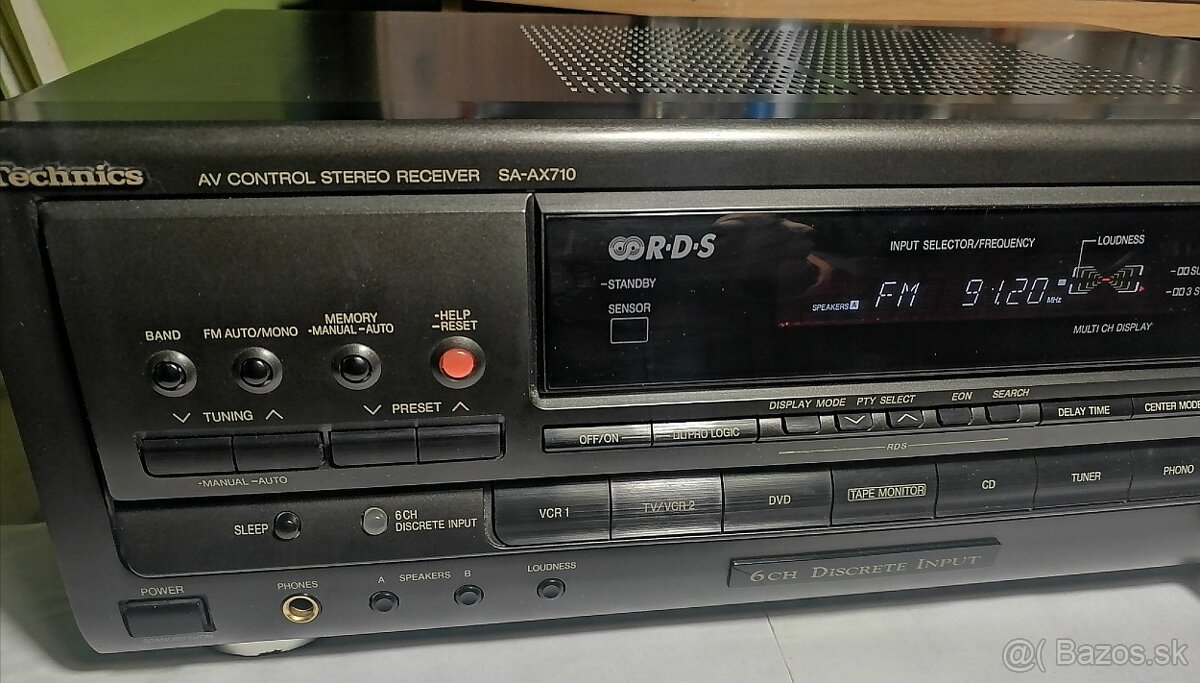 Technics AV CONTROL STEREO RECEIVER SA-AX710
R·D·S
INPUT SELECTOR/FREQUENCY
LOUDNESS
-STANDBY
SENSOR
SPEAKERS A FM 91.20 MHz
MULTI CH DISPLAY
BAND
FM AUTO/MONO
MEMORY
·MANUAL -AUTO
·HELP
-RESET
TUNING
PRESET
-MANUAL -AUTO
DISPLAY MODE
PTY SELECT
EON
SEARCH
RDS
OFF/ON
PRO LOGIC
DELAY TIME
CENTER MODE
VCR 1
TV/VCR 2
DVD
TAPE MONITOR
CD
TUNER
PHONO
SLEEP
6CH
DISCRETE INPUT
6CH DISCRETE INPUT
POWER
STANDBY/ON
PHONES
A SPEAKERS B
LOUDNESS
@( Bazos.sk